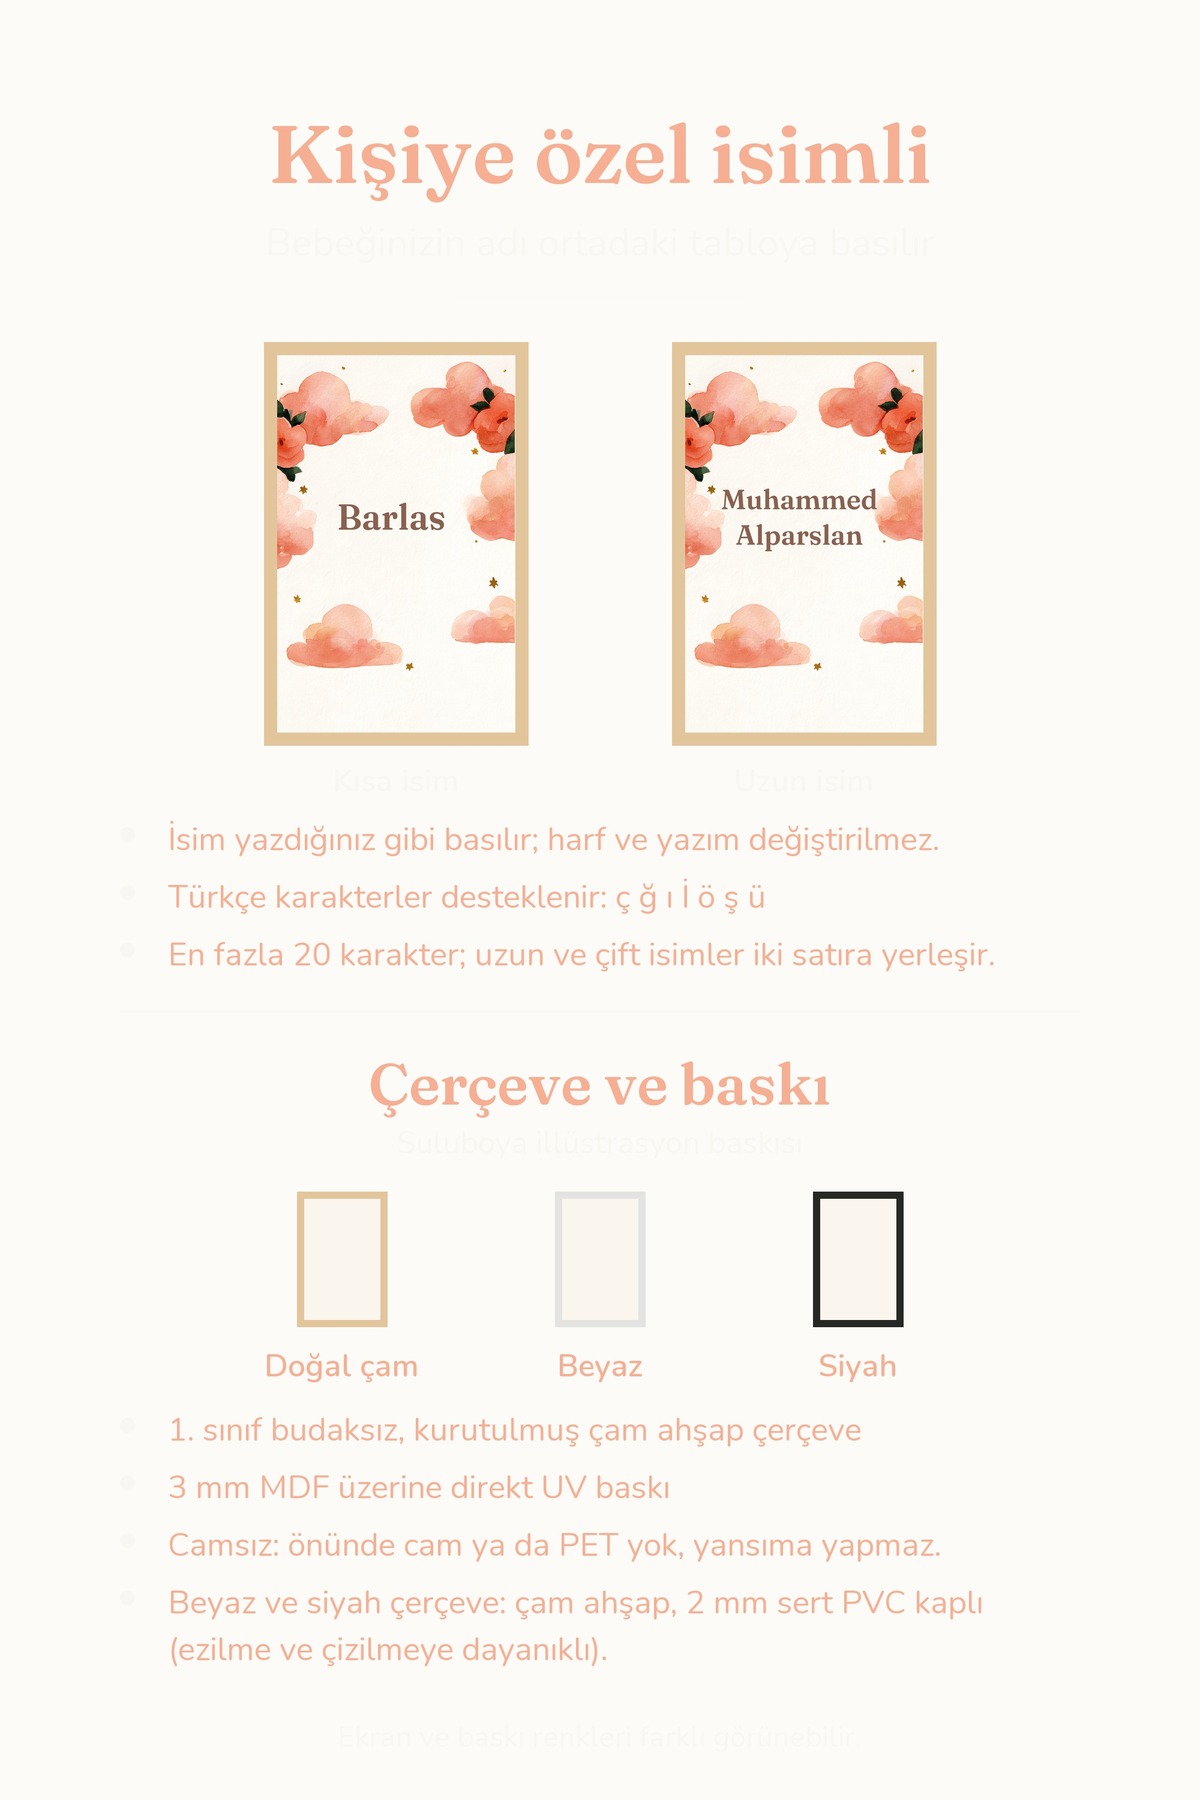 Kişiye özel isimli
Bebeğinizin adı ortadaki tabloya basılır
Barlas
Muhammed
Alparslan
Kısa isim
Uzun isim
İsim yazdığınız gibi basılır; harf ve yazım değiştirilmez.
Türkçe karakterler desteklenir: ç ğ ı İ ö ş ü
En fazla 20 karakter; uzun ve çift isimler iki satıra yerleşir.
Çerçeve ve baskı
Suluboya illüstrasyon baskısı
Doğal çam
Beyaz
Siyah
1. sınıf budaksız, kurutulmuş çam ahşap çerçeve
3 mm MDF üzerine direkt UV baskı
Camsız: önünde cam ya da PET yok, yansıma yapmaz.
Beyaz ve siyah çerçeve: çam ahşap, 2 mm sert PVC kaplı
(ezilme ve çizilmeye dayanıklı).
Ekran ve baskı renkleri farklı görünebilir.